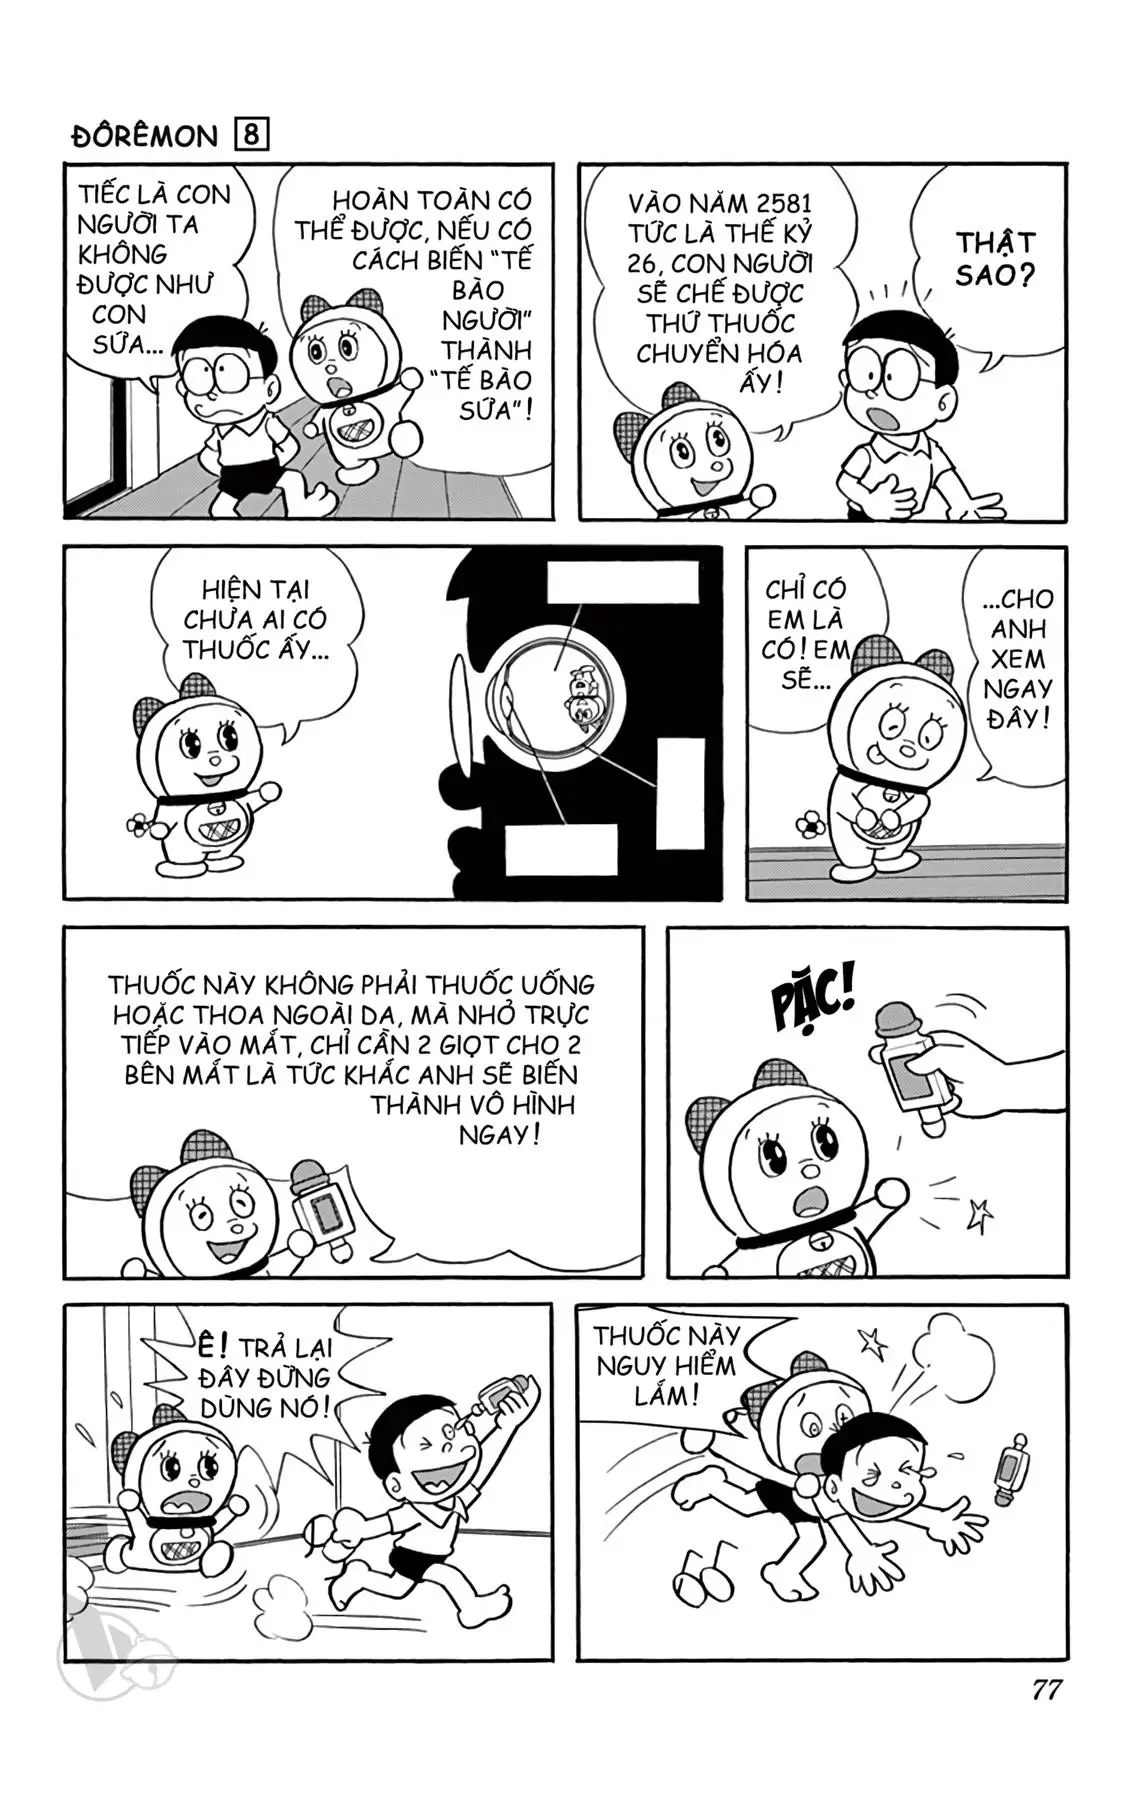 ĐÔRÊMON 8
TIẾC LÀ CON
NGƯỜI TA
KHÔNG
ĐƯỢC NHƯ
CON
SỨA...
HOÀN TOÀN CÓ
THỂ ĐƯỢC, NẾU CÓ
CÁCH BIẾN “TẾ
BÀO
NGƯỜI”
THÀNH
“TẾ BÀO
SỨA”!
VÀO NĂM 2581
TỨC LÀ THẾ KỶ
26, CON NGƯỜI
SẼ CHẾ ĐƯỢC
THỨ THUỐC
CHUYỂN HÓA
ẤY!
THẬT
SAO?
HIỆN TẠI
CHƯA AI CÓ
THUỐC ẤY...
CHỈ CÓ
EM LÀ
CÓ! EM
SẼ...
...CHO
ANH
XEM
NGAY
ĐÂY!
THUỐC NÀY KHÔNG PHẢI THUỐC UỐNG
HOẶC THOA NGOÀI DA, MÀ NHỎ TRỰC
TIẾP VÀO MẮT, CHỈ CẦN 2 GIỌT CHO 2
BÊN MẮT LÀ TỨC KHẮC ANH SẼ BIẾN
THÀNH VÔ HÌNH
NGAY!
PẶC!
Ê! TRẢ LẠI
ĐÂY ĐỪNG
DÙNG NÓ!
THUỐC NÀY
NGUY HIỂM
LẮM!
77